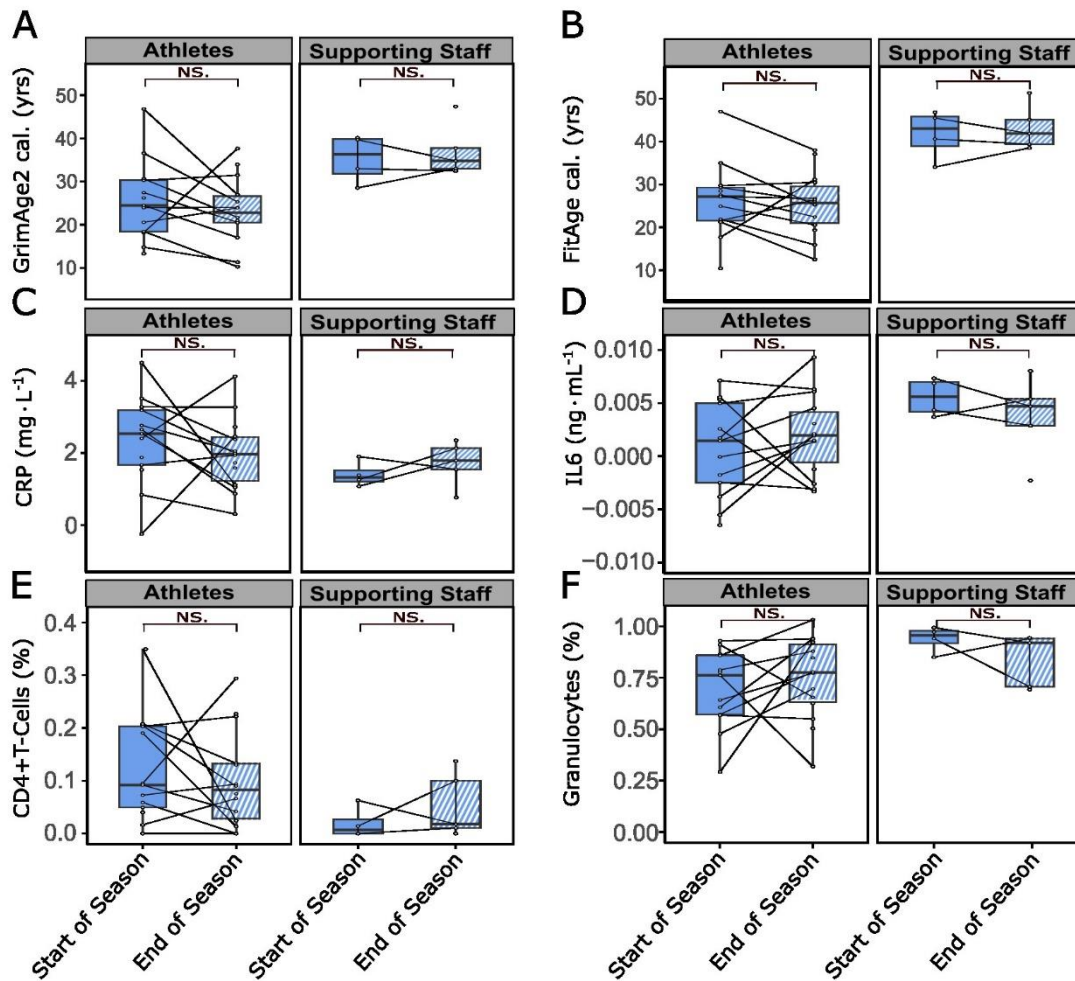 A
Athletes
Supporting Staff
NS.
NS.
GrimAge2 cal. (yrs)
50
40
30
20
10
B
Athletes
Supporting Staff
NS.
NS.
FitAge cal. (yrs)
50
40
30
20
10
C
Athletes
Supporting Staff
NS.
NS.
CRP (mg·L⁻¹)
4
2
0
D
Athletes
Supporting Staff
NS.
NS.
IL6 (ng·mL⁻¹)
0.010
0.005
0.000
−0.005
−0.010
E
Athletes
Supporting Staff
NS.
NS.
CD4+T-Cells (%)
0.4
0.3
0.2
0.1
0.0
Start of Season
End of Season
Start of Season
End of Season
F
Athletes
Supporting Staff
NS.
NS.
Granulocytes (%)
1.00
0.75
0.50
0.25
0.00
Start of Season
End of Season
Start of Season
End of Season